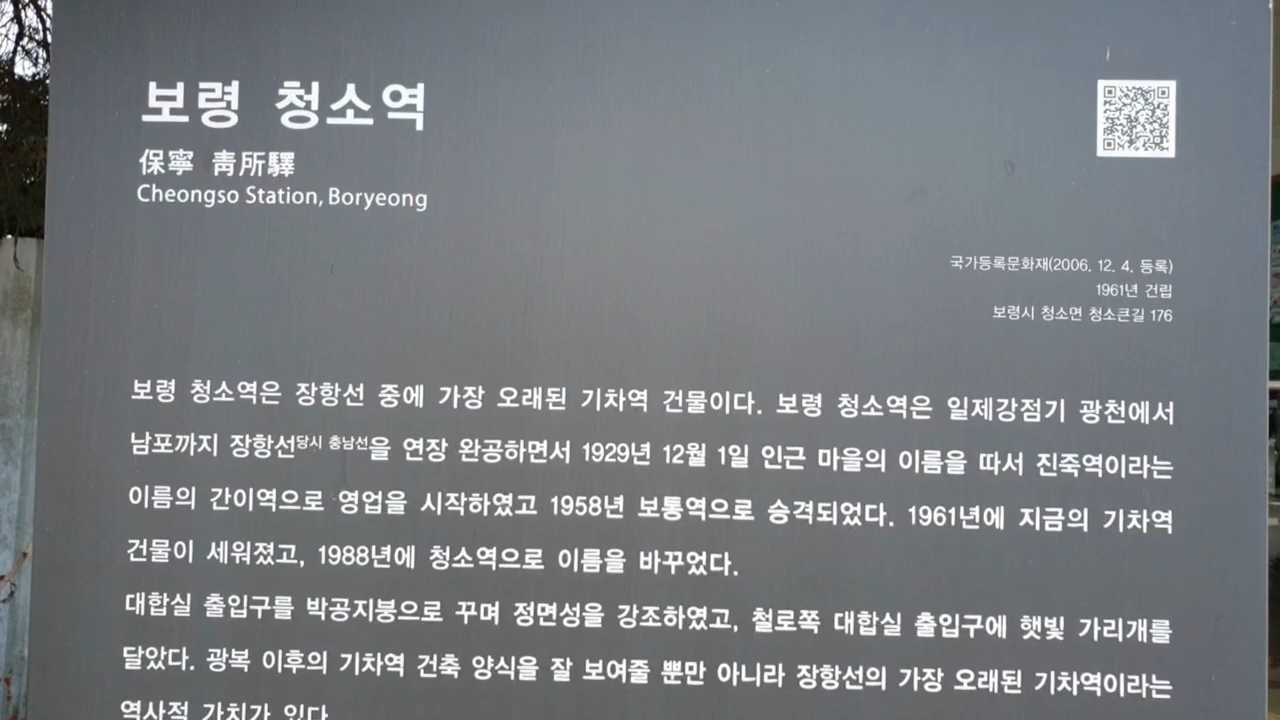 보령 청소역
保寧 靑所驛
Cheongso Station, Boryeong
국가등록문화재(2006. 12. 4. 등록)
1961년 건립
보령시 청소면 청소큰길 176
보령 청소역은 장항선 중에 가장 오래된 기차역 건물이다. 보령 청소역은 일제강점기 광천에서
남포까지 장항선당시 충남선을 연장 완공하면서 1929년 12월 1일 인근 마을의 이름을 따서 진죽역이라는
이름의 간이역으로 영업을 시작하였고 1958년 보통역으로 승격되었다. 1961년에 지금의 기차역
건물이 세워졌고, 1988년에 청소역으로 이름을 바꾸었다.
대합실 출입구를 박공지붕으로 꾸며 정면성을 강조하였고, 철로쪽 대합실 출입구에 햇빛 가리개를
달았다. 광복 이후의 기차역 건축 양식을 잘 보여줄 뿐만 아니라 장항선의 가장 오래된 기차역이라는
역사적 가치가 있다.